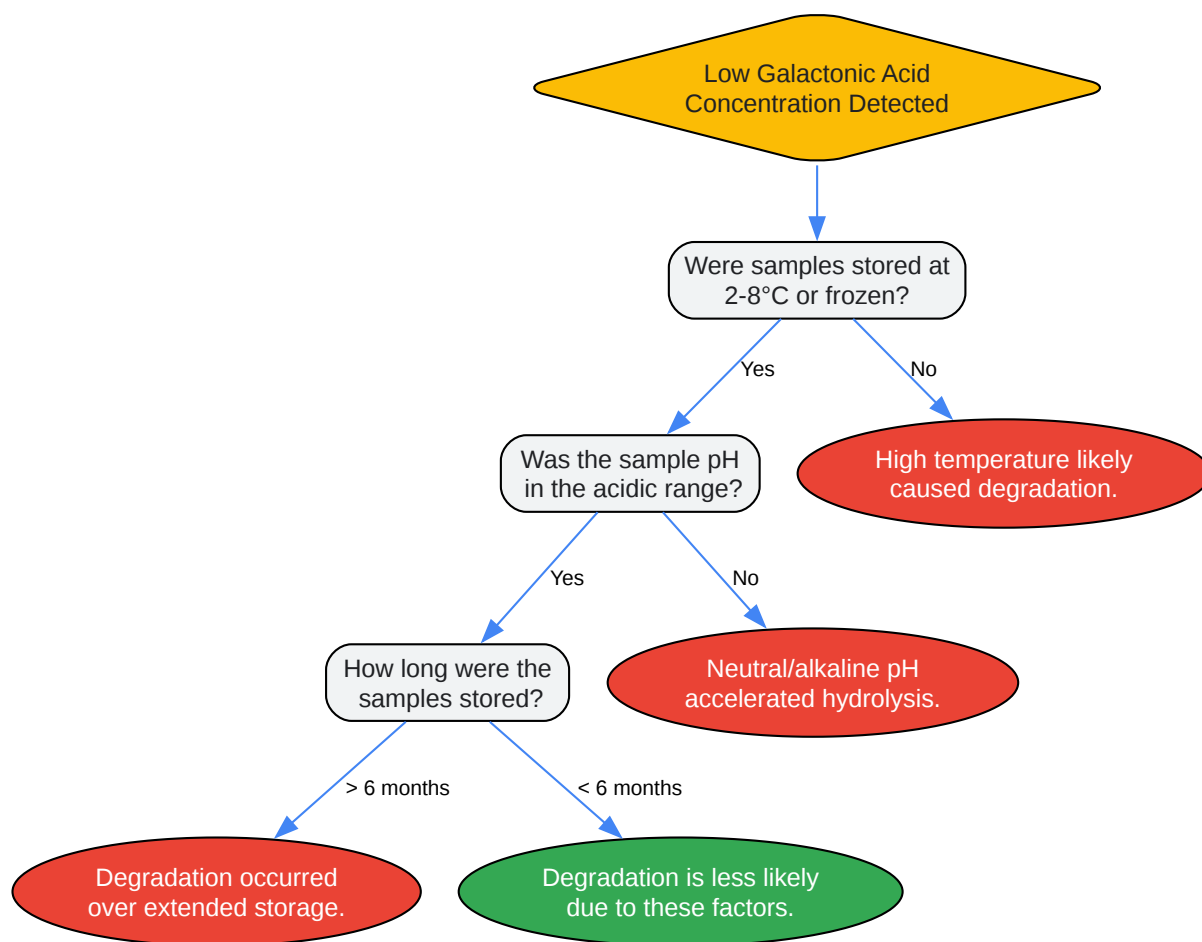 Low Galactonic Acid
Concentration Detected
Were samples stored at
2-8°C or frozen?
Yes
No
Was the sample pH
in the acidic range?
High temperature likely
caused degradation.
Yes
No
How long were the
samples stored?
Neutral/alkaline pH
accelerated hydrolysis.
> 6 months
< 6 months
Degradation occurred
over extended storage.
Degradation is less likely
due to these factors.